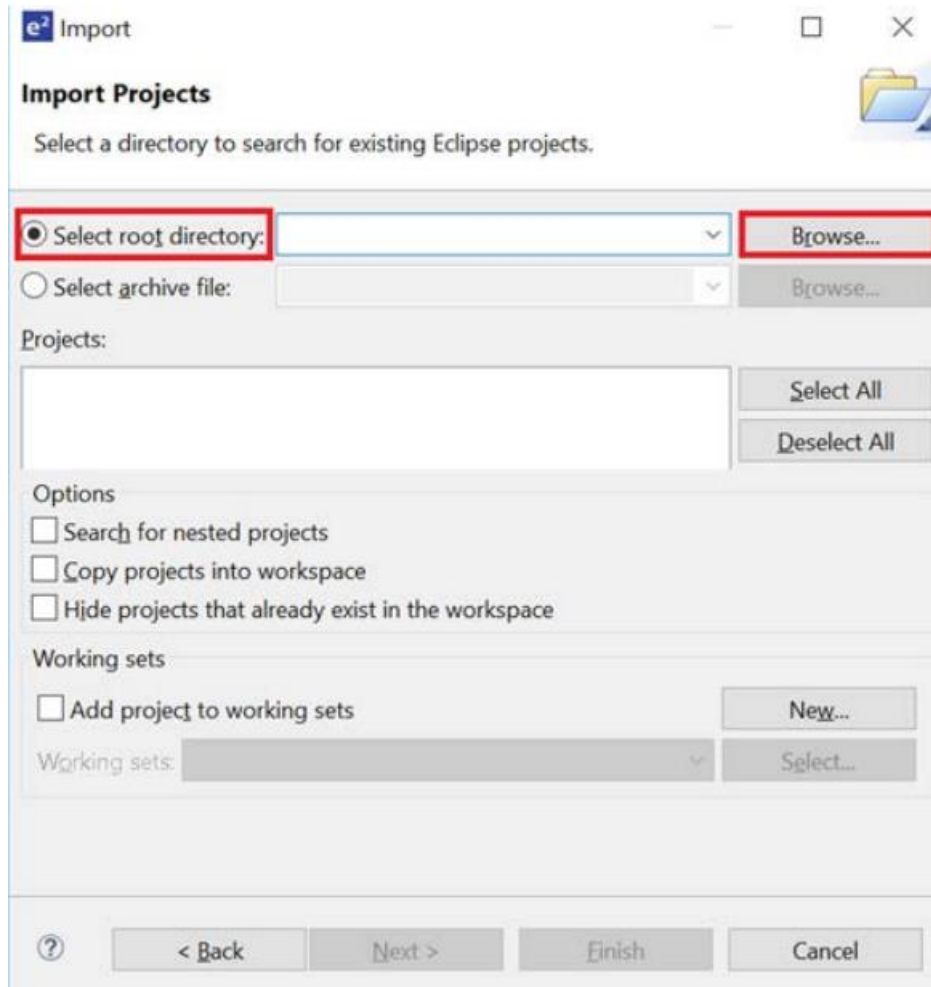 e² Import
Import Projects
Select a directory to search for existing Eclipse projects.
Select root directory: Browse...
Select archive file: Browse...
Projects:
Select All
Deselect All
Options
Search for nested projects
Copy projects into workspace
Hide projects that already exist in the workspace
Working sets
Add project to working sets New...
Working sets: Select...
? < Back Next > Finish Cancel